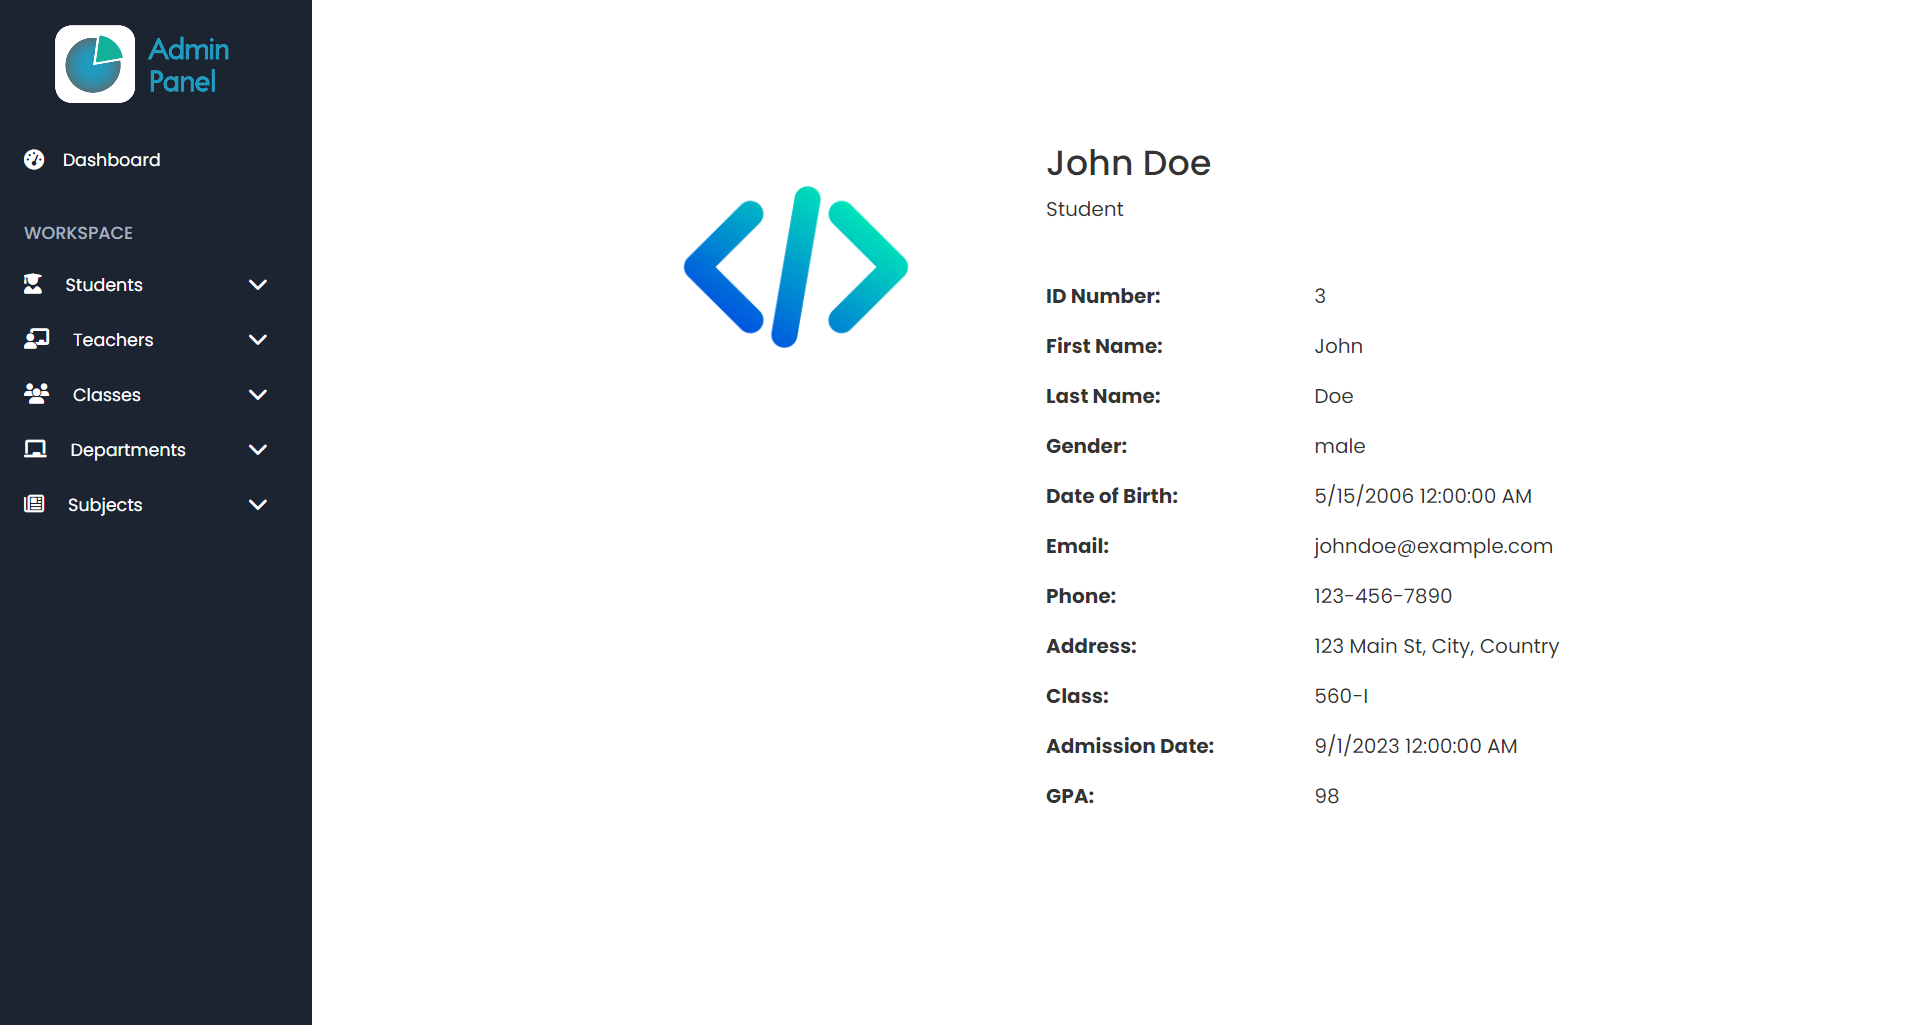 Admin
Panel
Dashboard
WORKSPACE
Students
Teachers
Classes
Departments
Subjects
John Doe
Student
ID Number: 3
First Name: John
Last Name: Doe
Gender: male
Date of Birth: 5/15/2006 12:00:00 AM
Email: johndoe@example.com
Phone: 123-456-7890
Address: 123 Main St, City, Country
Class: 560-I
Admission Date: 9/1/2023 12:00:00 AM
GPA: 98